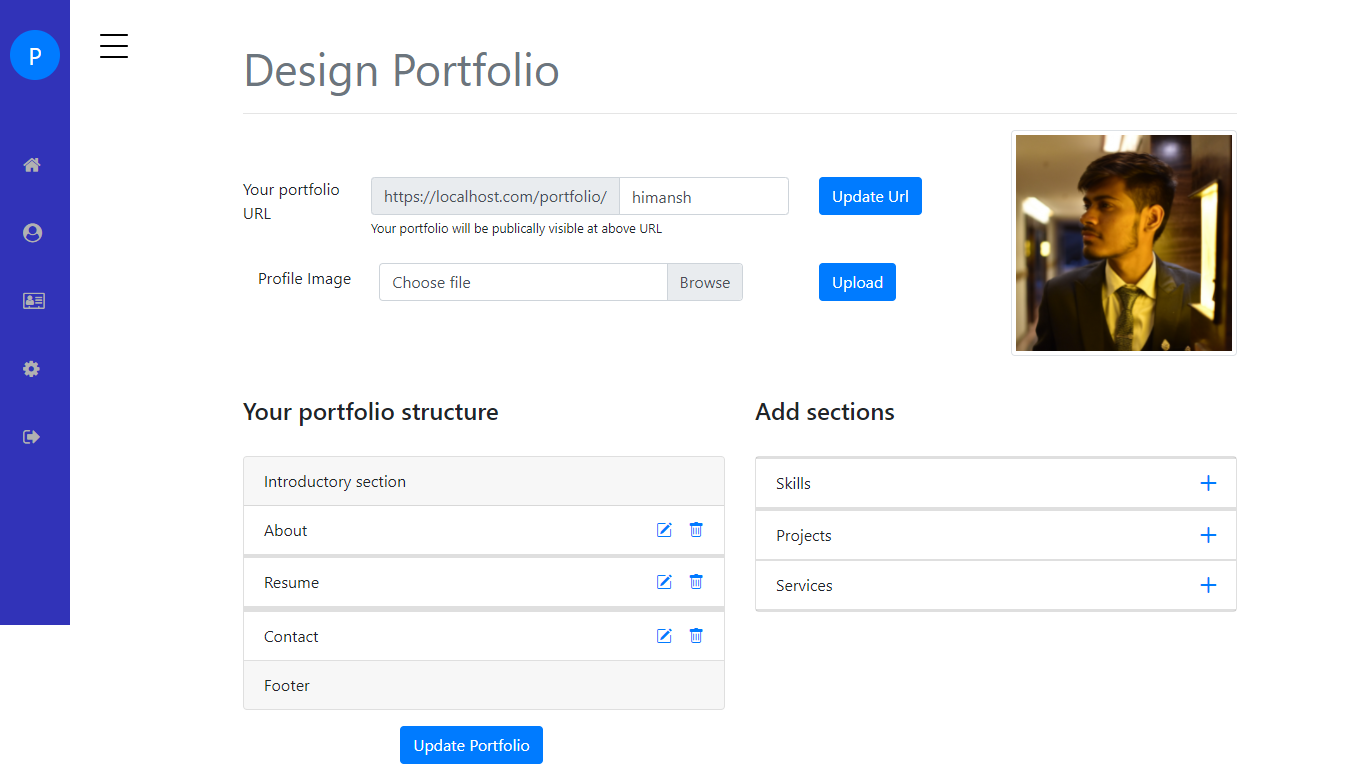 P
Design Portfolio
Your portfolio
URL
https://localhost.com/portfolio/ himansh
Update Url
Your portfolio will be publically visible at above URL
Profile Image
Choose file
Browse
Upload
Your portfolio structure
Introductory section
About
Resume
Contact
Footer
Update Portfolio
Add sections
Skills
Projects
Services